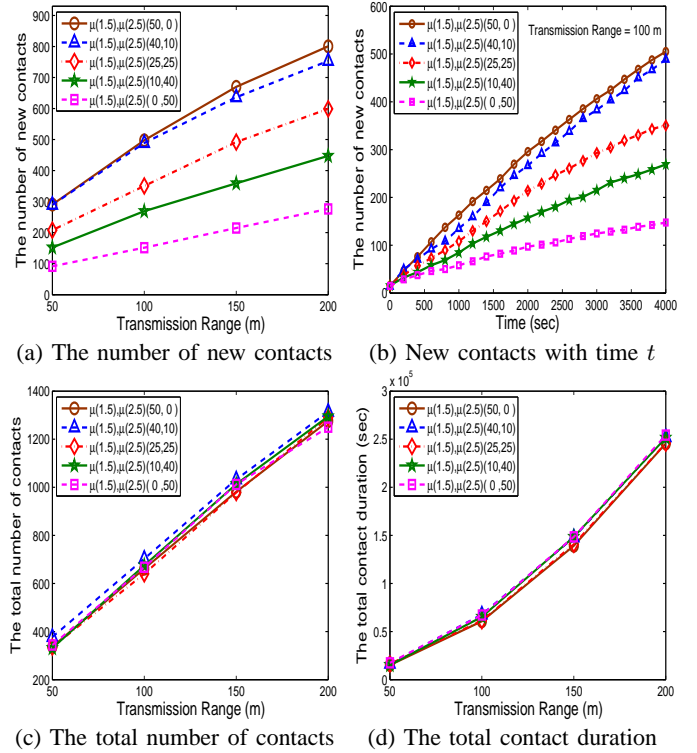 900
800
700
600
500
400
300
200
100
0
50
100
150
200
The number of new contacts
Transmission Range (m)
μ(1.5),μ(2.5)(50, 0 )
μ(1.5),μ(2.5)(40,10)
μ(1.5),μ(2.5)(25,25)
μ(1.5),μ(2.5)(10,40)
μ(1.5),μ(2.5)( 0 ,50)
(a) The number of new contacts
600
500
400
300
200
100
0
0
500
1000
1500
2000
2500
3000
3500
4000
The number of new contacts
Time (sec)
μ(1.5),μ(2.5)(50, 0 )
μ(1.5),μ(2.5)(40,10)
μ(1.5),μ(2.5)(25,25)
μ(1.5),μ(2.5)(10,40)
μ(1.5),μ(2.5)( 0 ,50)
Transmission Range = 100 m
(b) New contacts with time t
1400
1200
1000
800
600
400
200
50
100
150
200
The total number of contacts
Transmission Range (m)
μ(1.5),μ(2.5)(50, 0 )
μ(1.5),μ(2.5)(40,10)
μ(1.5),μ(2.5)(25,25)
μ(1.5),μ(2.5)(10,40)
μ(1.5),μ(2.5)( 0 ,50)
(c) The total number of contacts
x 10^5
3
2.5
2
1.5
1
0.5
0
50
100
150
200
The total contact duration (sec)
Transmission Range (m)
μ(1.5),μ(2.5)(50, 0 )
μ(1.5),μ(2.5)(40,10)
μ(1.5),μ(2.5)(25,25)
μ(1.5),μ(2.5)(10,40)
μ(1.5),μ(2.5)( 0 ,50)
(d) The total contact duration